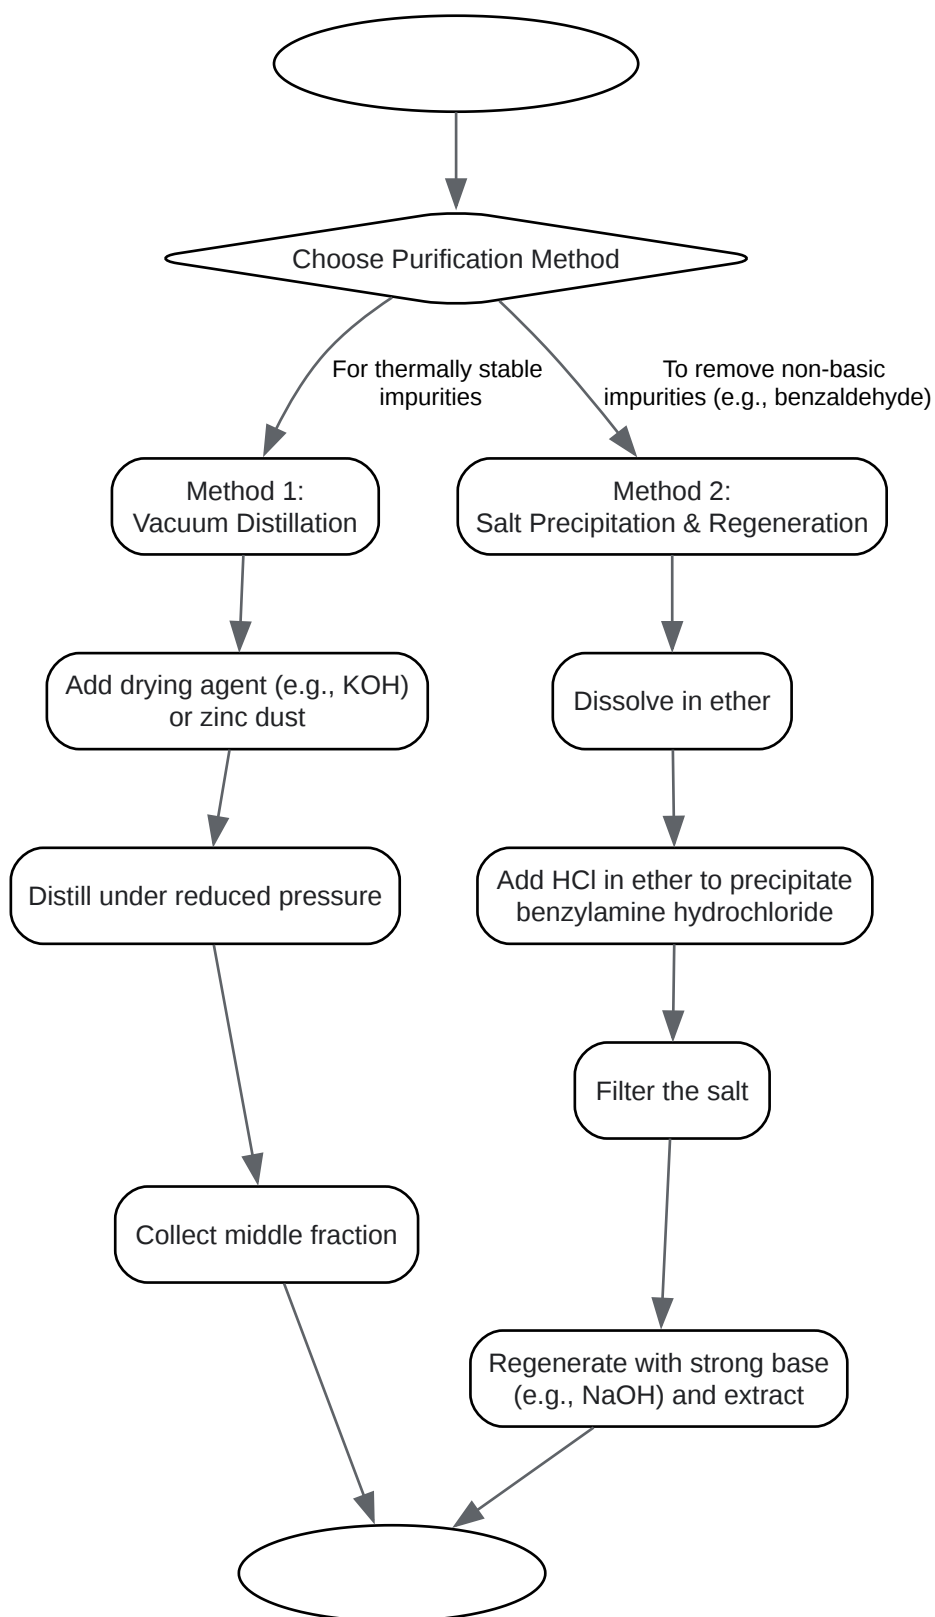 Choose Purification Method
For thermally stable
impurities
To remove non-basic
impurities (e.g., benzaldehyde)
Method 1:
Vacuum Distillation
Method 2:
Salt Precipitation & Regeneration
Add drying agent (e.g., KOH)
or zinc dust
Dissolve in ether
Distill under reduced pressure
Add HCl in ether to precipitate
benzylamine hydrochloride
Filter the salt
Collect middle fraction
Regenerate with strong base
(e.g., NaOH) and extract